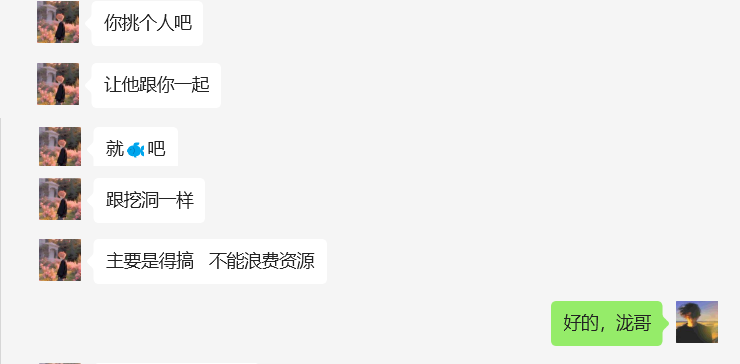 你挑个人吧
让他跟你一起
就🐟吧
跟挖洞一样
主要是得搞　不能浪费资源
好的，泷哥